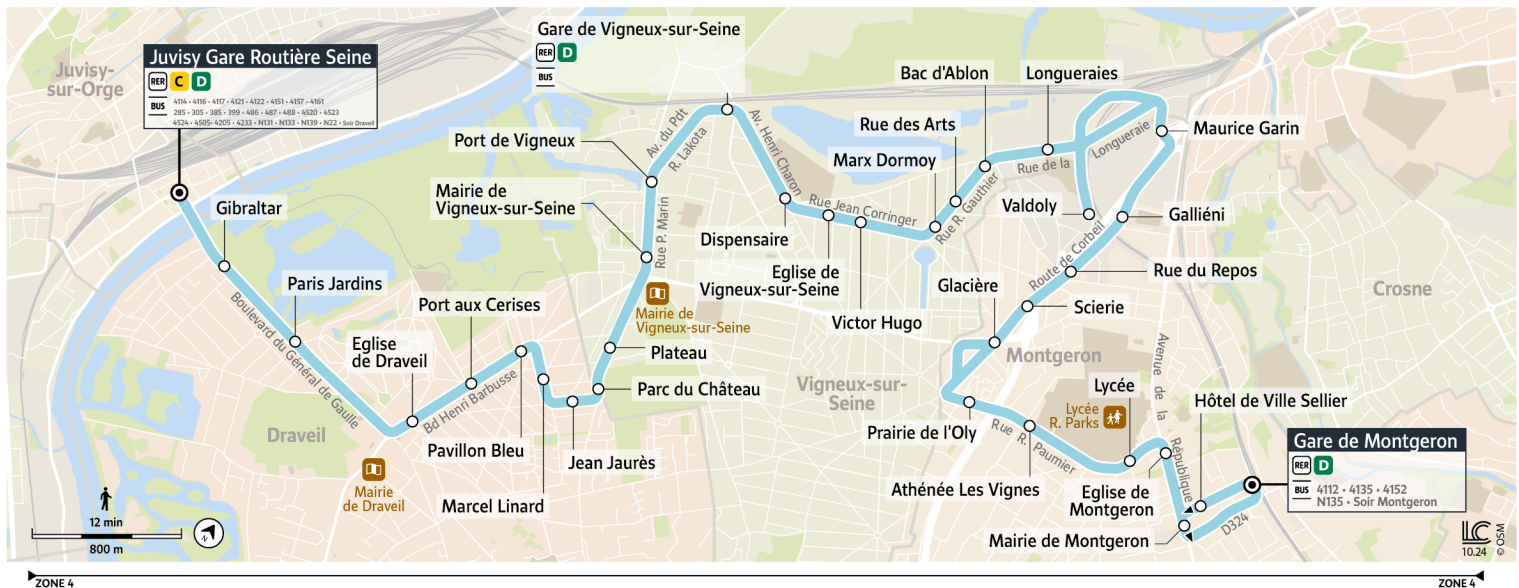 Juvisy-
sur-Orge
Juvisy Gare Routière Seine
RER C D
BUS
4114 • 4116 • 4117 • 4121 • 4122 • 4151 • 4157 • 4161
285 • 305 • 385 • 399 • 486 • 487 • 488 • 4520 • 4523
4524 • 4505 • 4205 • 4233 • N131 • N133 • N139 • N22 • Soir Draveil
Gare de Vigneux-sur-Seine
RER D
BUS
Gibraltar
Paris Jardins
Boulevard du Général de Gaulle
Eglise
de Draveil
Draveil
Mairie
de Draveil
Port aux Cerises
Bd Henri Barbusse
Pavillon Bleu
Marcel Linard
Jean Jaurès
Parc du Château
Plateau
Mairie de
Vigneux-sur-Seine
Mairie de
Vigneux-sur-Seine
Rue P. Marin
Port de Vigneux
Av. du Pdt
R. Lakota
Av. Henri Charon
Dispensaire
Rue Jean Corringer
Eglise de
Vigneux-sur-Seine
Victor Hugo
Marx Dormoy
Rue des Arts
Rue R. Gauthier
Bac d'Ablon
Longueraies
Rue de la
Longueraie
Maurice Garin
Valdoly
Galliéni
Route de Corbeil
Rue du Repos
Scierie
Glacière
Montgeron
Crosne
Vigneux-sur-
Seine
Prairie de l'Oly
Rue R. Paumier
Athénée Les Vignes
Lycée
Lycée
R. Parks
Avenue de la
République
Eglise de
Montgeron
Mairie de Montgeron
Hôtel de Ville Sellier
D324
Gare de Montgeron
RER D
BUS
4112 • 4135 • 4152
N135 • Soir Montgeron
12 min
800 m
LC
10.24
© OSM
ZONE 4
ZONE 4